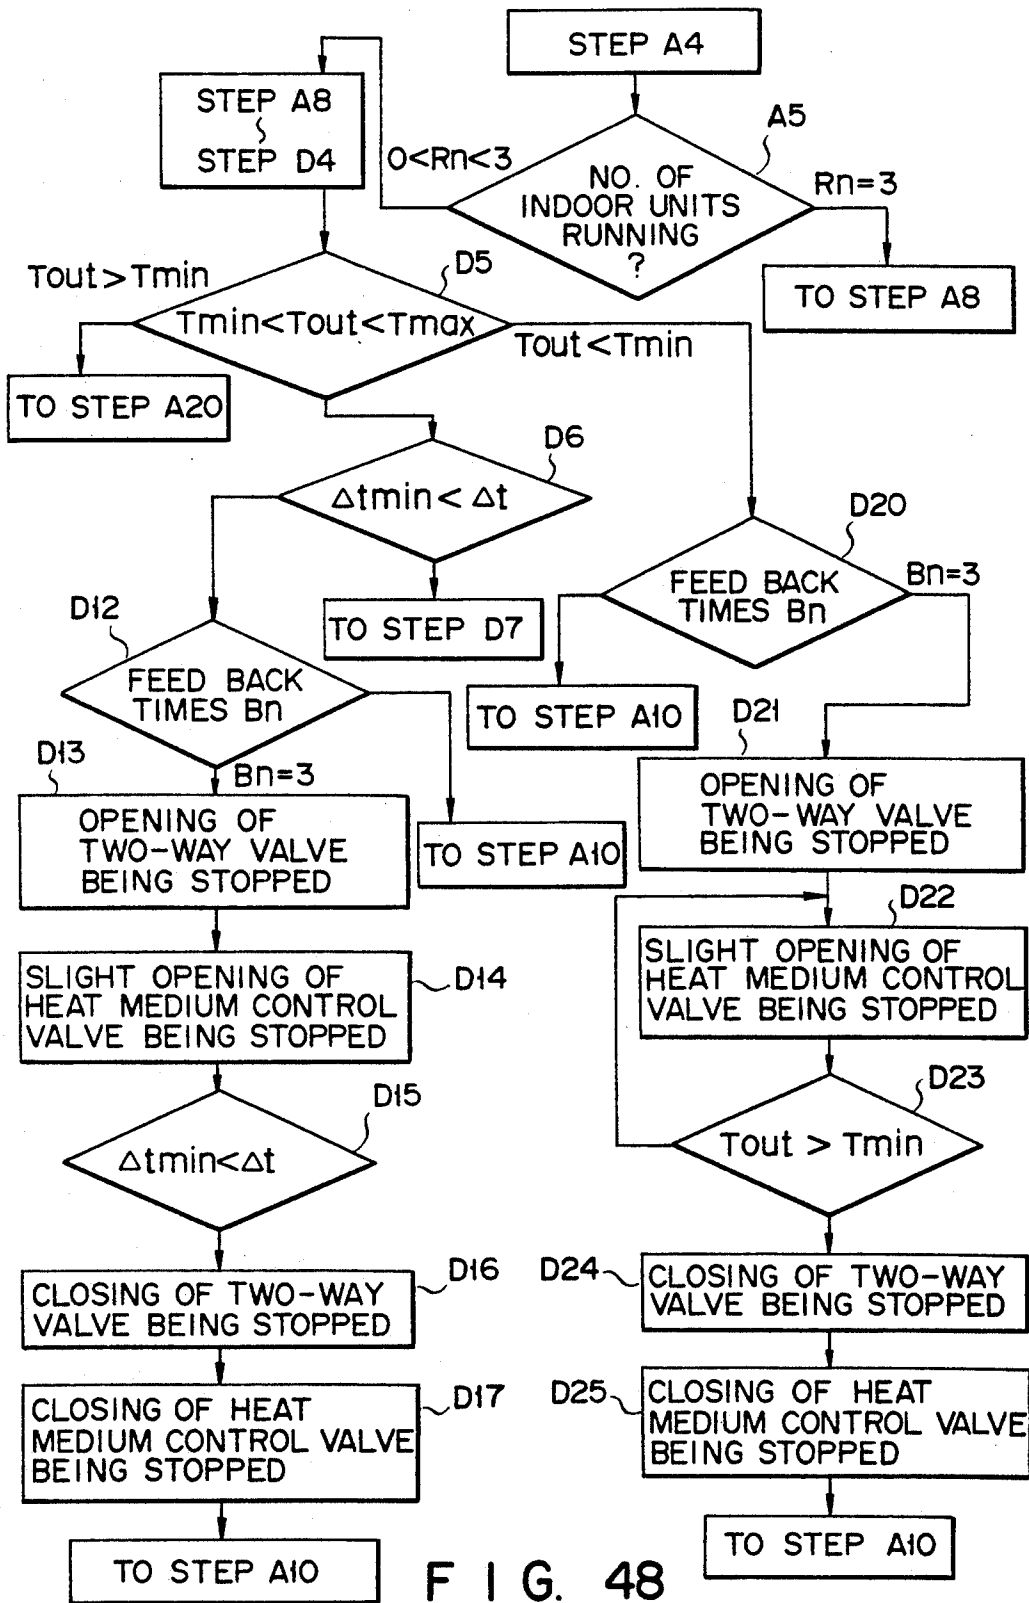 STEP A4
STEP A8
STEP D4
A5
0<Rn<3
NO. OF
INDOOR UNITS
RUNNING
?
Rn=3
TO STEP A8
Tout>Tmin
D5
Tmin<Tout<Tmax
Tout<Tmin
TO STEP A20
D6
Δtmin<Δt
D20
FEED BACK
TIMES Bn
Bn=3
TO STEP D7
D12
FEED BACK
TIMES Bn
TO STEP A10
D21
D13
Bn=3
OPENING OF
TWO-WAY VALVE
BEING STOPPED
OPENING OF
TWO-WAY VALVE
BEING STOPPED
TO STEP A10
D22
SLIGHT OPENING OF
HEAT MEDIUM CONTROL
VALVE BEING STOPPED
D14
SLIGHT OPENING OF
HEAT MEDIUM CONTROL
VALVE BEING STOPPED
D15
Δtmin<Δt
D23
Tout > Tmin
D16
CLOSING OF TWO-WAY
VALVE BEING STOPPED
D24
CLOSING OF TWO-WAY
VALVE BEING STOPPED
D17
CLOSING OF HEAT
MEDIUM CONTROL VALVE
BEING STOPPED
D25
CLOSING OF HEAT
MEDIUM CONTROL VALVE
BEING STOPPED
TO STEP A10
TO STEP A10
FIG. 48